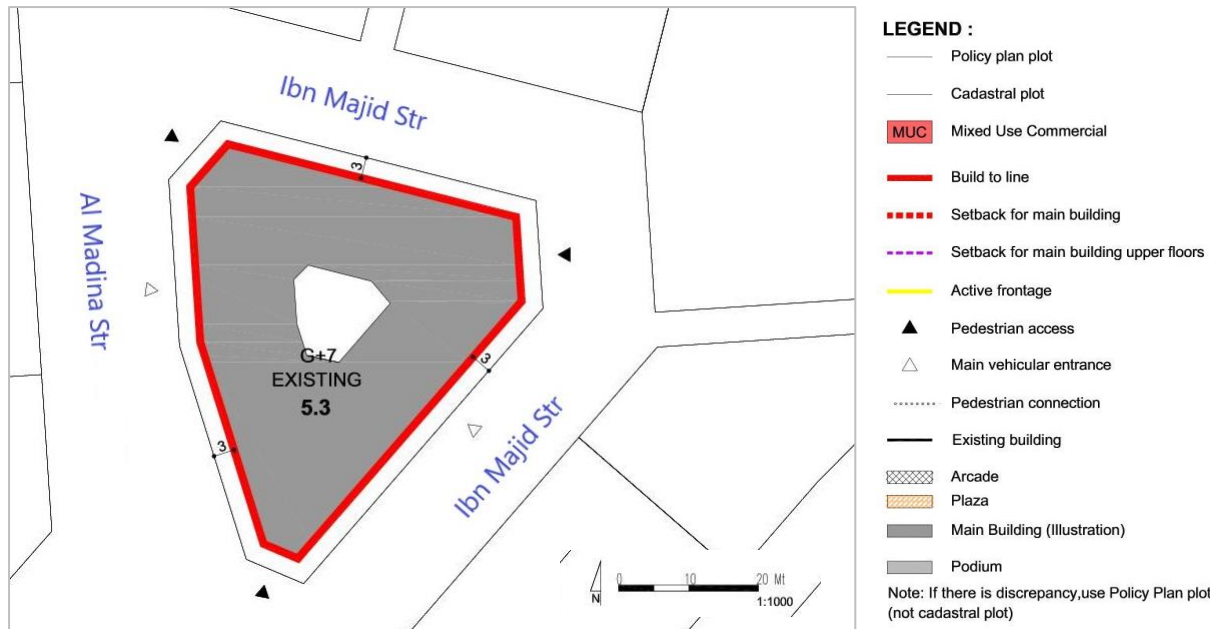 Ibn Majid Str
3
Al Madina Str
G+7
EXISTING
5.3
3
3
Ibn Majid Str
N
0 10 20 Mt
1:1000
LEGEND :
Policy plan plot
Cadastral plot
MUC Mixed Use Commercial
Build to line
Setback for main building
Setback for main building upper floors
Active frontage
Pedestrian access
Main vehicular entrance
Pedestrian connection
Existing building
Arcade
Plaza
Main Building (Illustration)
Podium
Note: If there is discrepancy,use Policy Plan plot
(not cadastral plot)